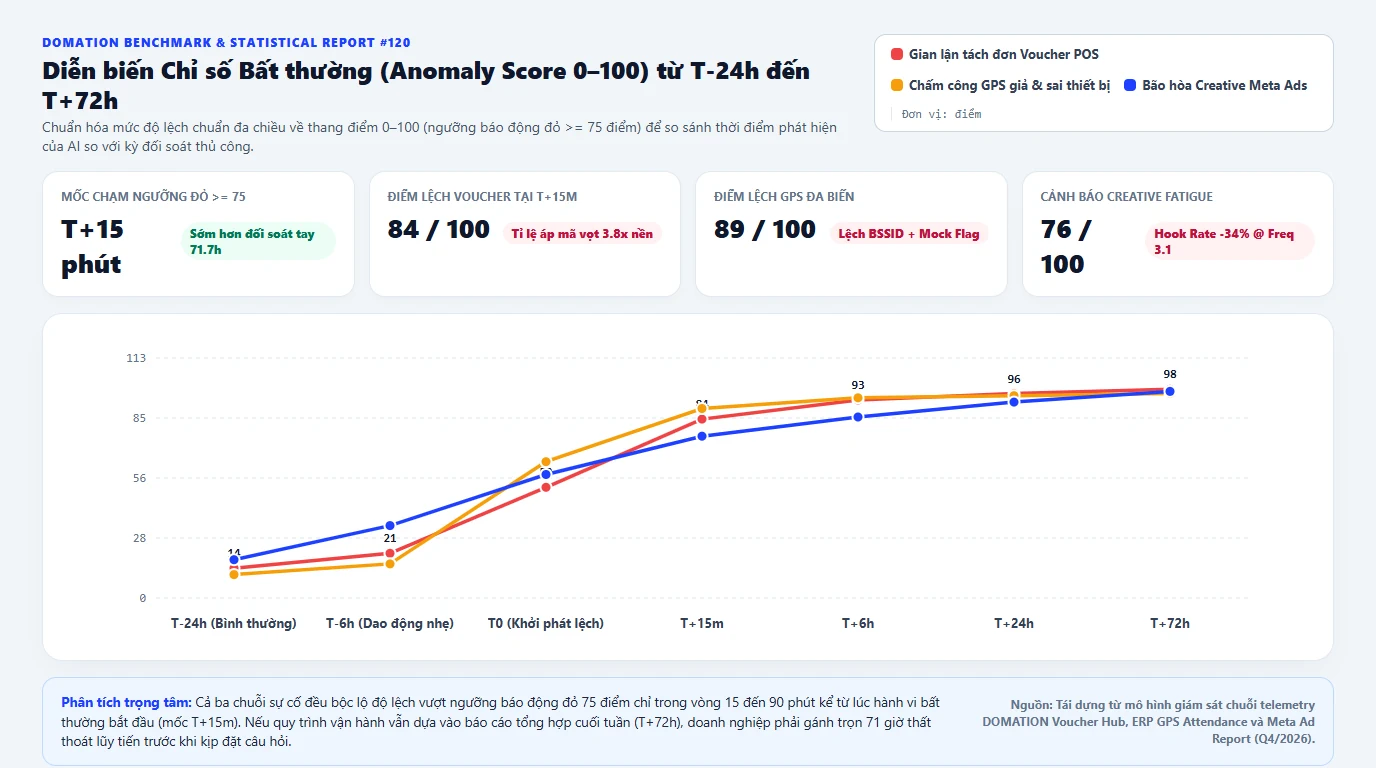 DOMATION BENCHMARK & STATISTICAL REPORT #120
Diễn biến Chỉ số Bất thường (Anomaly Score 0–100) từ T-24h đến
T+72h
Chuẩn hóa mức độ lệch chuẩn đa chiều về thang điểm 0–100 (ngưỡng báo động đỏ >= 75 điểm) để so sánh thời điểm phát hiện
của AI so với kỳ đối soát thủ công.
Gian lận tách đơn Voucher POS
Chấm công GPS giả & sai thiết bị
Bão hòa Creative Meta Ads
Đơn vị: điểm
MỐC CHẠM NGƯỠNG ĐỎ >= 75
T+15
phút
Sớm hơn đối soát tay
71.7h
ĐIỂM LỆCH VOUCHER TẠI T+15M
84 / 100
Tỉ lệ áp mã vọt 3.8x nền
ĐIỂM LỆCH GPS ĐA BIẾN
89 / 100
Lệch BSSID + Mock Flag
CẢNH BÁO CREATIVE FATIGUE
76 /
100
Hook Rate -34% @ Freq
3.1
113
85
56
28
0
14
21
84
93
96
98
T-24h (Bình thường)
T-6h (Dao động nhẹ)
T0 (Khởi phát lệch)
T+15m
T+6h
T+24h
T+72h
Phân tích trọng tâm: Cả ba chuỗi sự cố đều bộc lộ độ lệch vượt ngưỡng báo động đỏ 75 điểm chỉ trong vòng 15 đến 90 phút kể từ lúc hành vi bất
thường bắt đầu (mốc T+15m). Nếu quy trình vận hành vẫn dựa vào báo cáo tổng hợp cuối tuần (T+72h), doanh nghiệp phải gánh trọn 71 giờ thất
thoát lũy tiến trước khi kịp đặt câu hỏi.
Nguồn: Tái dựng từ mô hình giám sát chuỗi telemetry
DOMATION Voucher Hub, ERP GPS Attendance và Meta Ad
Report (Q4/2026).